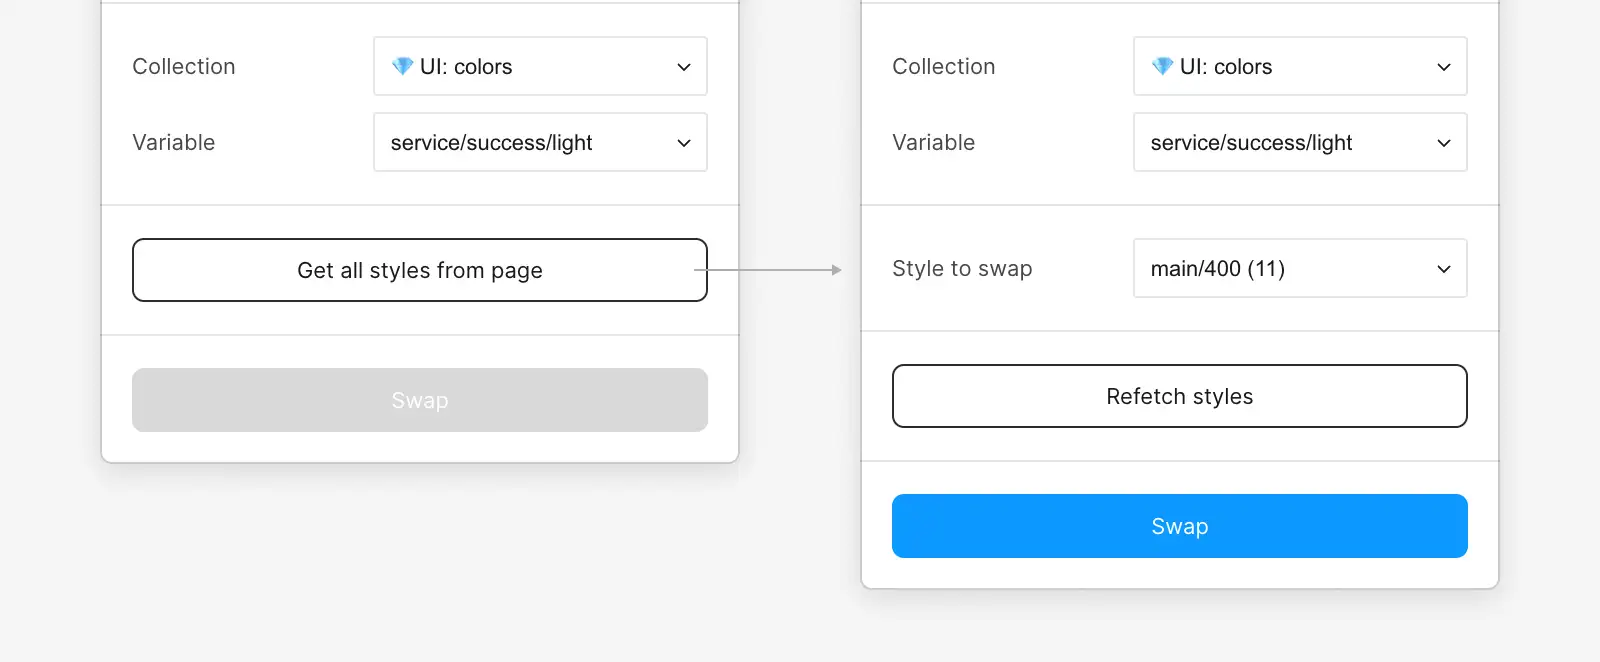 Collection
💎 UI: colors
Variable
service/success/light
Get all styles from page
Swap
Collection
💎 UI: colors
Variable
service/success/light
Style to swap
main/400 (11)
Refetch styles
Swap